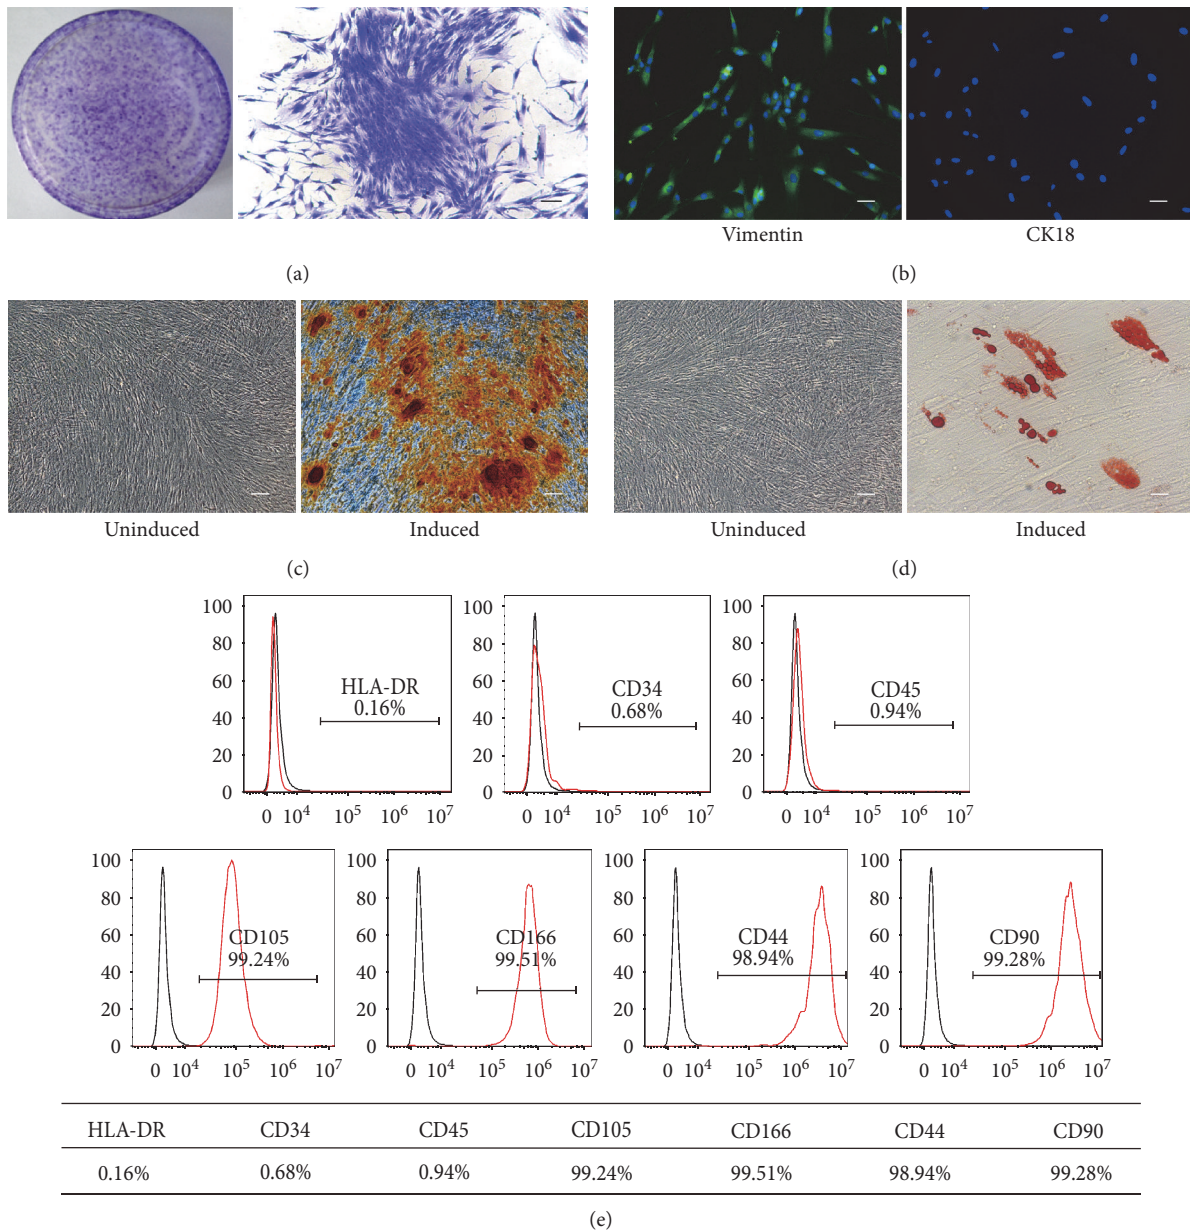 Vimentin CK18
(a) (b)
Uninduced Induced Uninduced Induced
(c) (d)
100 80 60 40 20 0
HLA-DR
0.16%
0 10⁴ 10⁵ 10⁶ 10⁷
100 80 60 40 20 0
CD34
0.68%
0 10⁴ 10⁵ 10⁶ 10⁷
100 80 60 40 20 0
CD45
0.94%
0 10⁴ 10⁵ 10⁶ 10⁷
100 80 60 40 20 0
CD105
99.24%
0 10⁴ 10⁵ 10⁶ 10⁷
100 80 60 40 20 0
CD166
99.51%
0 10⁴ 10⁵ 10⁶ 10⁷
100 80 60 40 20 0
CD44
98.94%
0 10⁴ 10⁵ 10⁶ 10⁷
100 80 60 40 20 0
CD90
99.28%
0 10⁴ 10⁵ 10⁶ 10⁷
HLA-DR CD34 CD45 CD105 CD166 CD44 CD90
0.16% 0.68% 0.94% 99.24% 99.51% 98.94% 99.28%
(e)